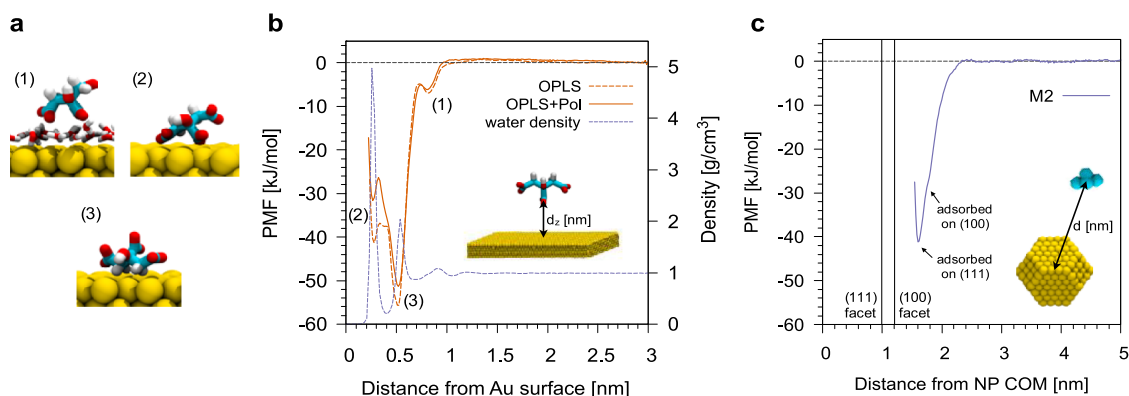 a
(1)
(2)
(3)
b
0
-10
-20
-30
-40
-50
-60
PMF [kJ/mol]
OPLS
OPLS+Pol
water density
(1)
(2)
(3)
d_z [nm]
5
4
3
2
1
0
Density [g/cm³]
0 0.5 1 1.5 2 2.5 3
Distance from Au surface [nm]
c
0
-10
-20
-30
-40
-50
-60
PMF [kJ/mol]
M2
adsorbed
on (100)
adsorbed
on (111)
d [nm]
(111)
facet
(100)
facet
0 1 2 3 4 5
Distance from NP COM [nm]